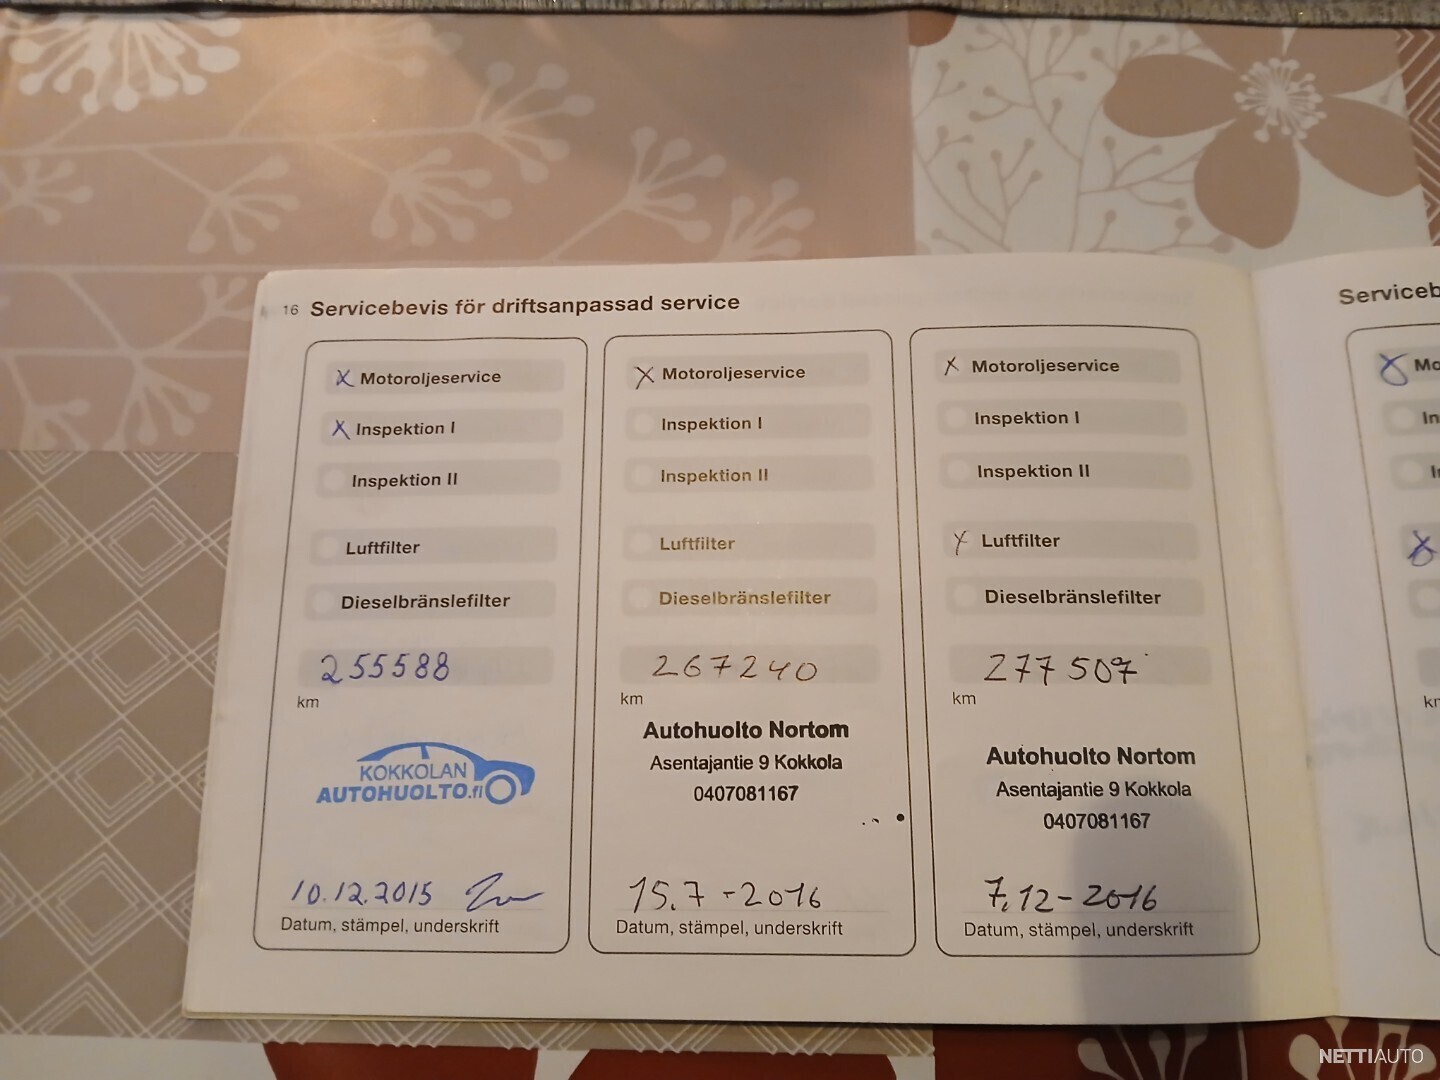 16 Servicebevis för driftsanpassad service
X Motoroljeservice
X Inspektion I
Inspektion II
Luftfilter
Dieselbränslefilter
255588
km
KOKKOLAN
AUTOHUOLTO.fi
10.12.2015
Datum, stämpel, underskrift
X Motoroljeservice
Inspektion I
Inspektion II
Luftfilter
Dieselbränslefilter
267240
km
Autohuolto Nortom
Asentajantie 9 Kokkola
0407081167
15.7-2016
Datum, stämpel, underskrift
X Motoroljeservice
Inspektion I
Inspektion II
X Luftfilter
Dieselbränslefilter
277507
km
Autohuolto Nortom
Asentajantie 9 Kokkola
0407081167
7.12-2016
Datum, stämpel, underskrift
Serviceb
X Mo
In
X
km
NETTIAUTO